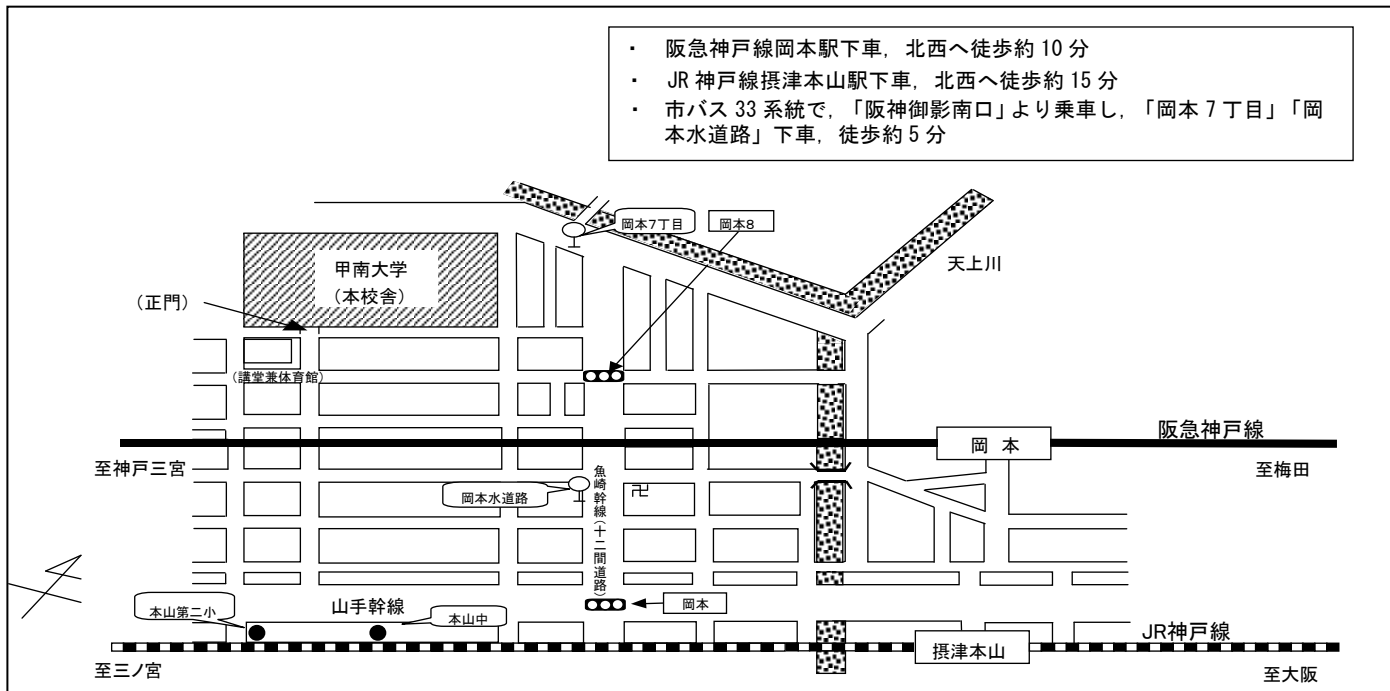 ・ 阪急神戸線岡本駅下車，北西へ徒歩約 10 分
・ JR 神戸線摂津本山駅下車，北西へ徒歩約 15 分
・ 市バス 33 系統で，「阪神御影南口」より乗車し，「岡本 7 丁目」「岡
本水道路」下車，徒歩約 5 分
岡本7丁目
岡本8
天上川
甲南大学
（本校舎）
（正門）
（講堂兼体育館）
阪急神戸線
岡 本
至神戸三宮
至梅田
岡本水道路
魚崎幹線（十二間道路）
卍
岡本
山手幹線
本山第二小
本山中
JR神戸線
摂津本山
至三ノ宮
至大阪